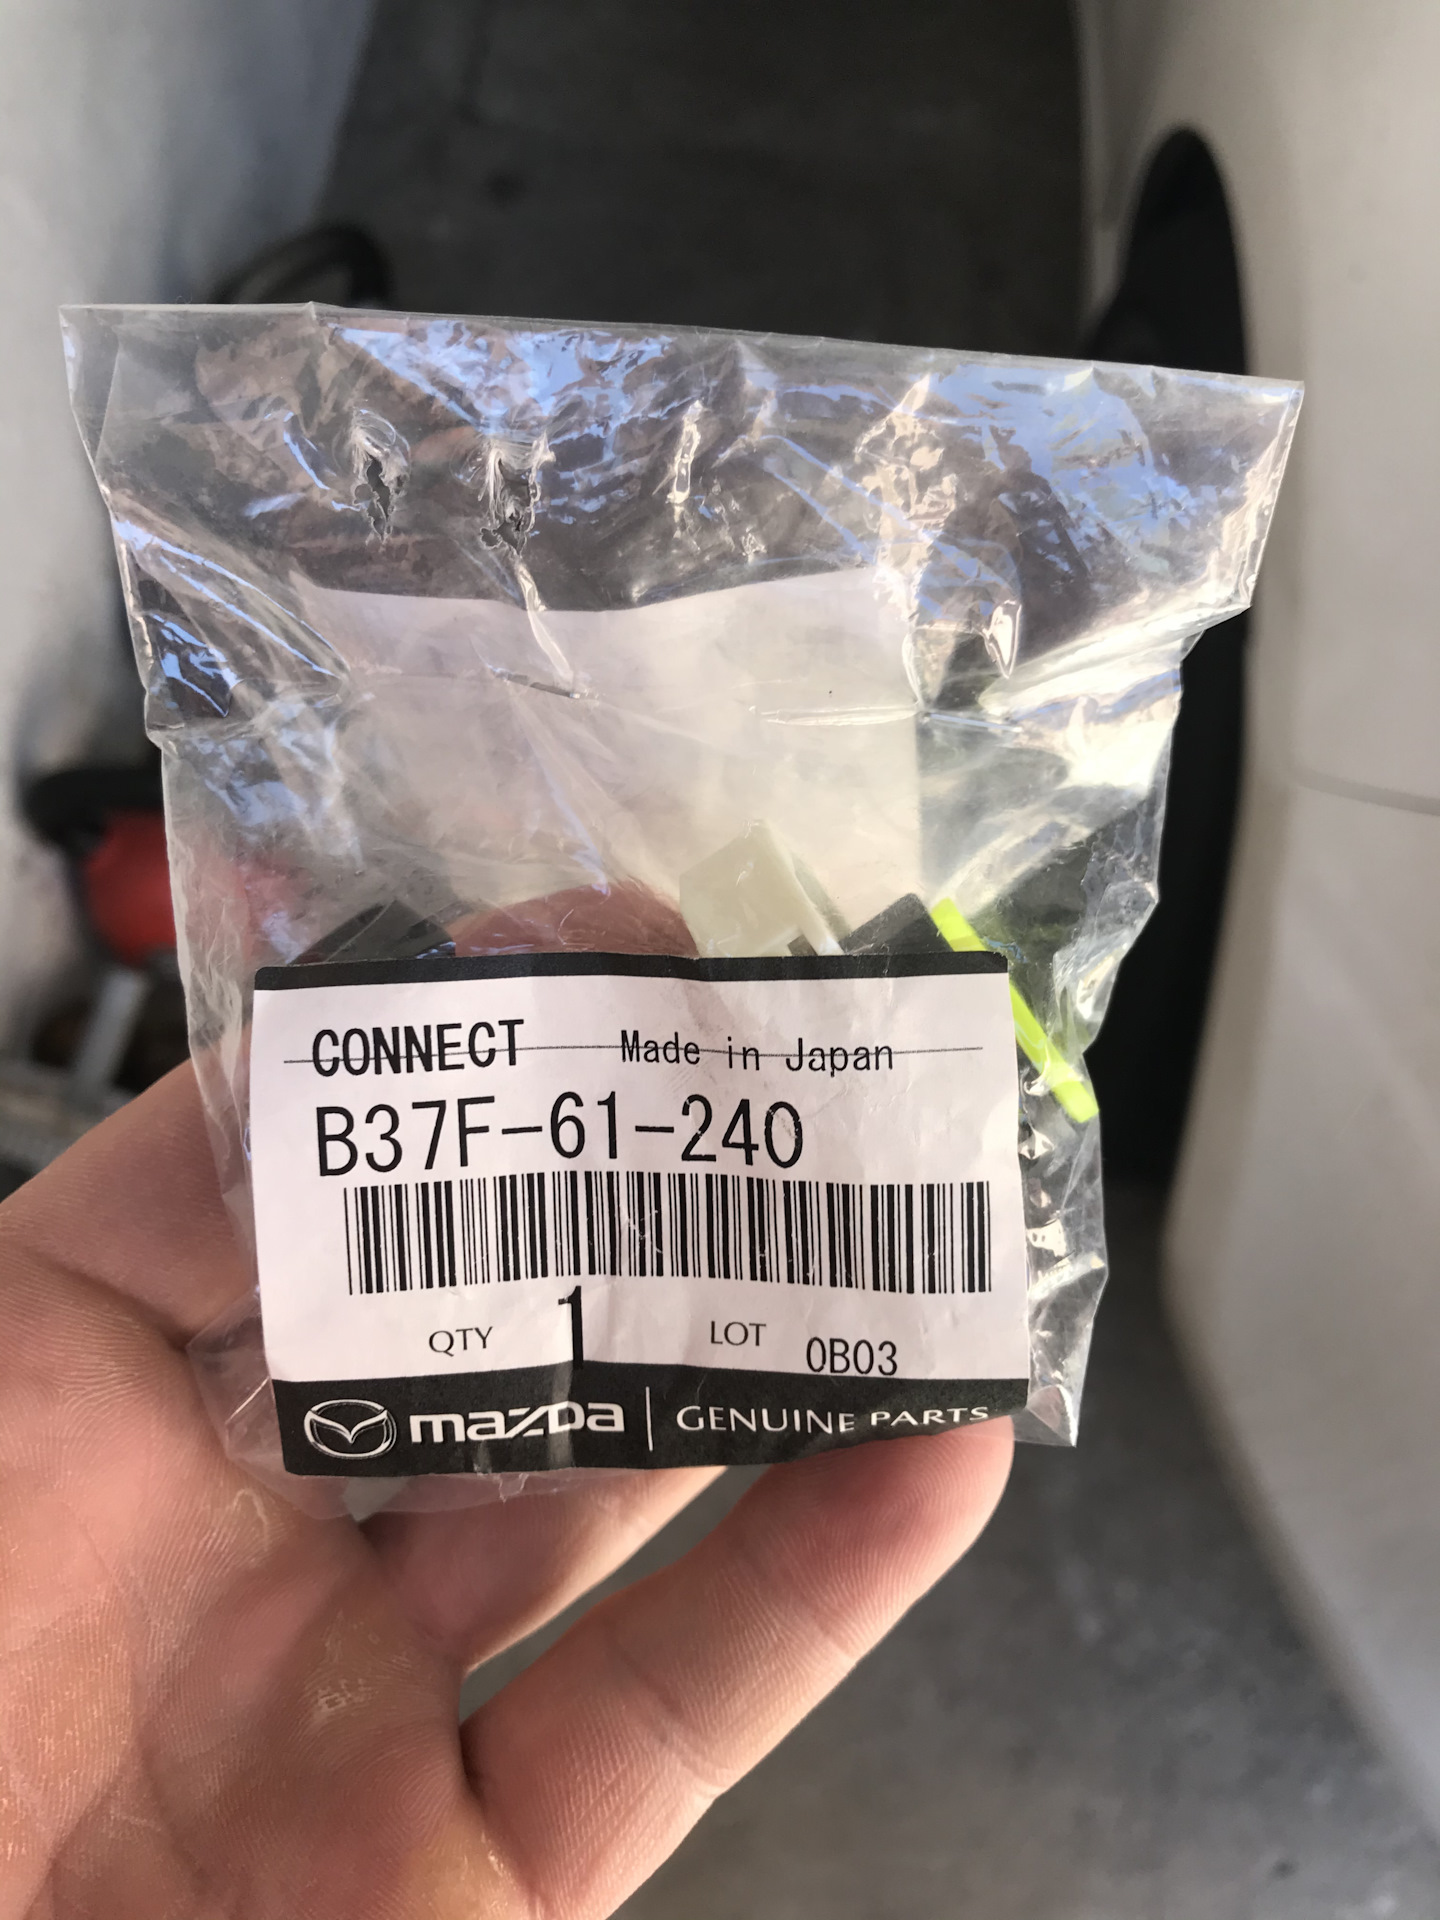 CONNECT Made in Japan
B37F-61-240
QTY 1 LOT 0B03
mazda GENUINE PARTS